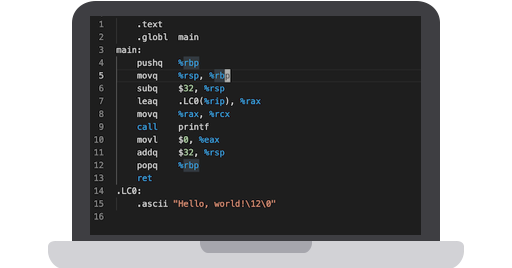 1 .text
2 .globl main
3 main:
4 pushq %rbp
5 movq %rsp, %rbp
6 subq $32, %rsp
7 leaq .LC0(%rip), %rax
8 movq %rax, %rcx
9 call printf
10 movl $0, %eax
11 addq $32, %rsp
12 popq %rbp
13 ret
14 .LC0:
15 .ascii "Hello, world!\12\0"
16